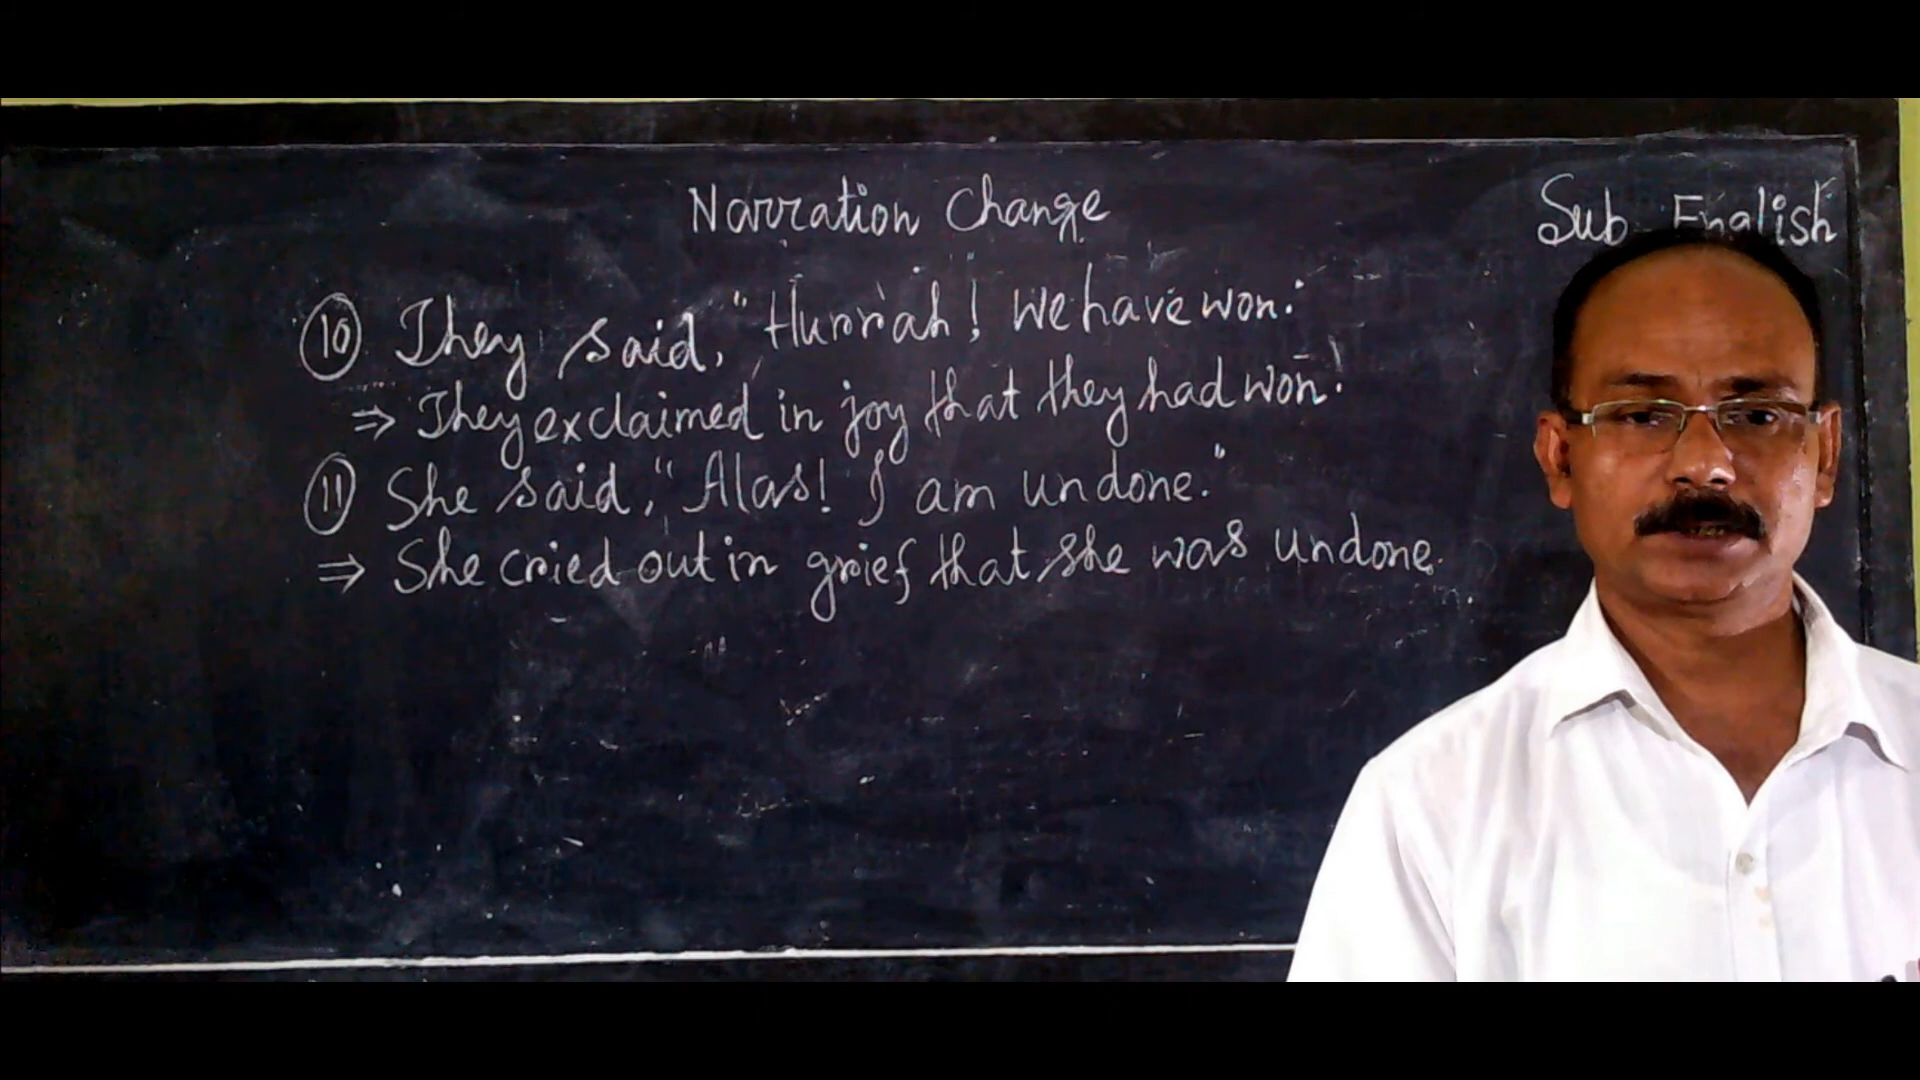 Narration Change
Sub - English
10 They said, "Hurrah! We have won."
⇒ They exclaimed in joy that they had won.
11 She said, "Alas! I am undone."
⇒ She cried out in grief that she was undone.